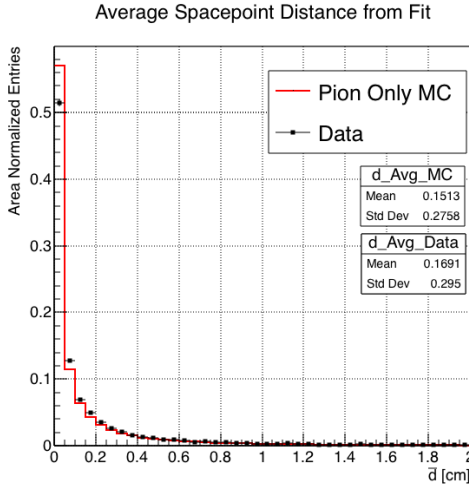 Average Spacepoint Distance from Fit
Area Normalized Entries
0.5
0.4
0.3
0.2
0.1
0
Pion Only MC
Data
d_Avg_MC
Mean 0.1513
Std Dev 0.2758
d_Avg_Data
Mean 0.1691
Std Dev 0.295
0 0.2 0.4 0.6 0.8 1.0 1.2 1.4 1.6 1.8 2
d̅ [cm]